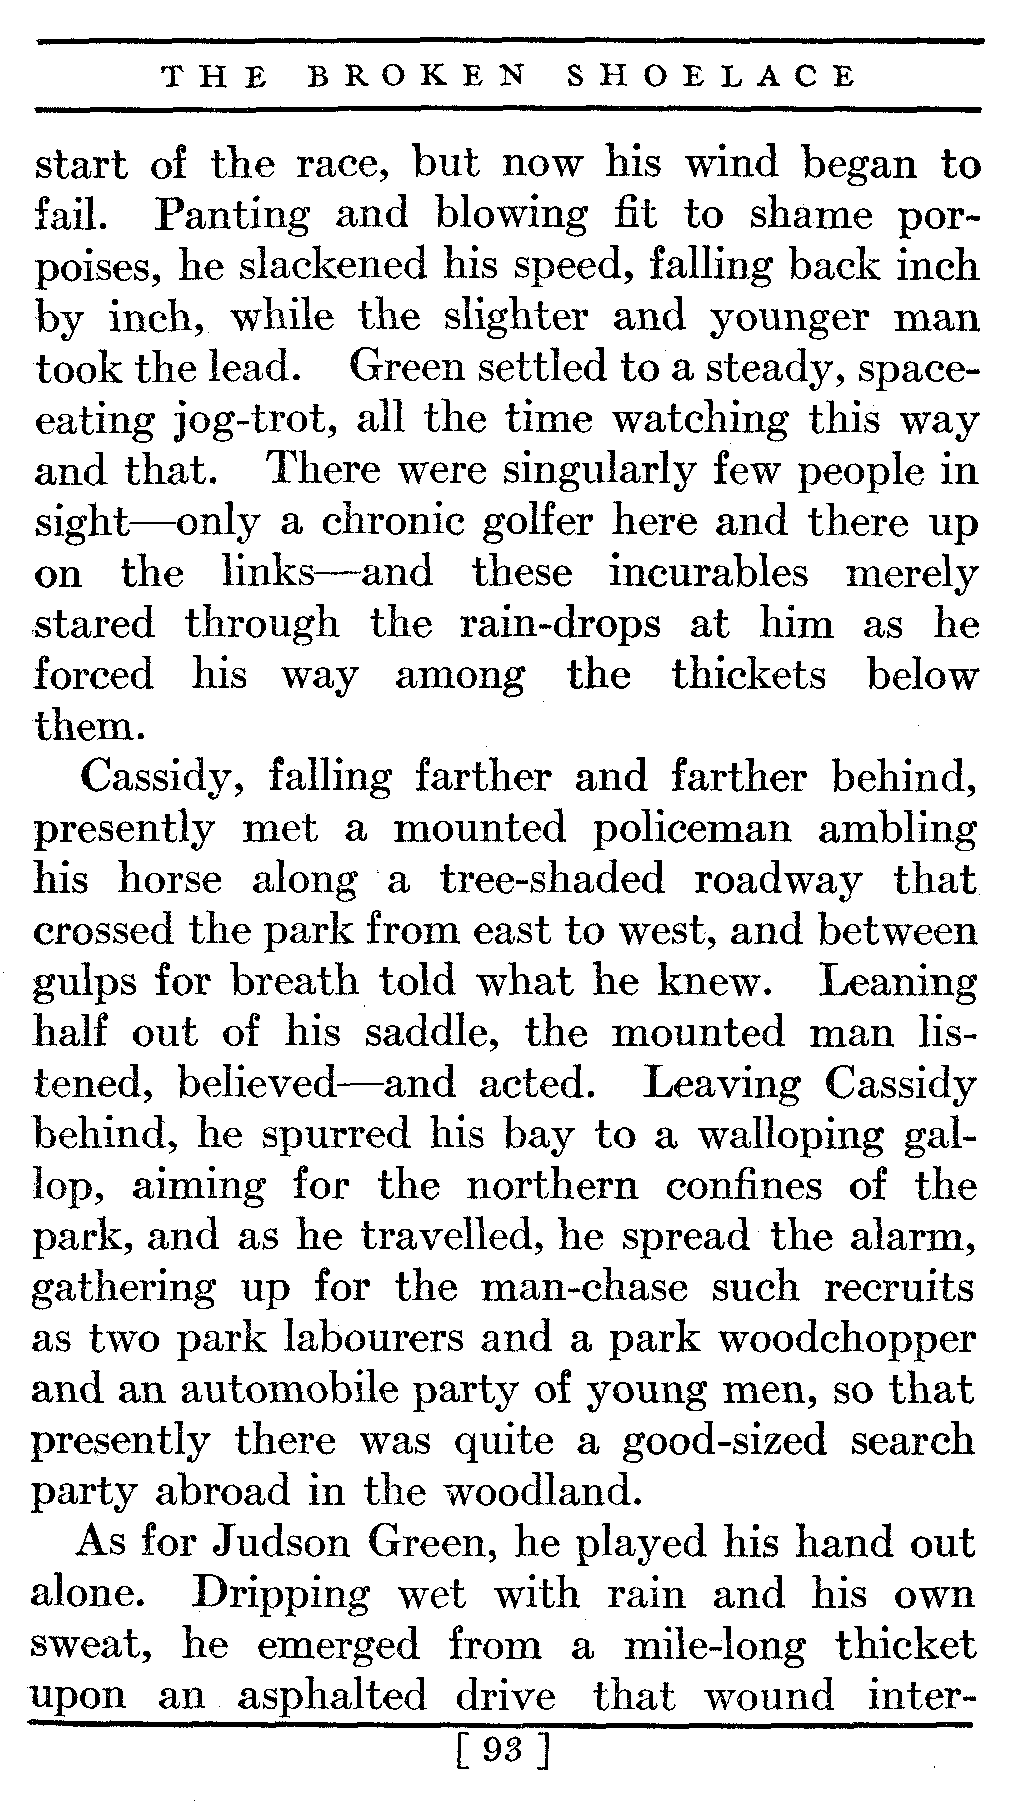 THE BROKEN SHOELACE
start of the race, but now his wind began to
fail. Panting and blowing fit to shame por-
poises, he slackened his speed, falling back inch
by inch, while the slighter and younger man
took the lead. Green settled to a steady, space-
eating jog-trot, all the time watching this way
and that. There were singularly few people in
sight—only a chronic golfer here and there up
on the links—and these incurables merely
stared through the rain-drops at him as he
forced his way among the thickets below
them.
Cassidy, falling farther and farther behind,
presently met a mounted policeman ambling
his horse along a tree-shaded roadway that
crossed the park from east to west, and between
gulps for breath told what he knew. Leaning
half out of his saddle, the mounted man lis-
tened, believed—and acted. Leaving Cassidy
behind, he spurred his bay to a walloping gal-
lop, aiming for the northern confines of the
park, and as he travelled, he spread the alarm,
gathering up for the man-chase such recruits
as two park labourers and a park woodchopper
and an automobile party of young men, so that
presently there was quite a good-sized search
party abroad in the woodland.
As for Judson Green, he played his hand out
alone. Dripping wet with rain and his own
sweat, he emerged from a mile-long thicket
upon an asphalted drive that wound inter-
[ 93 ]